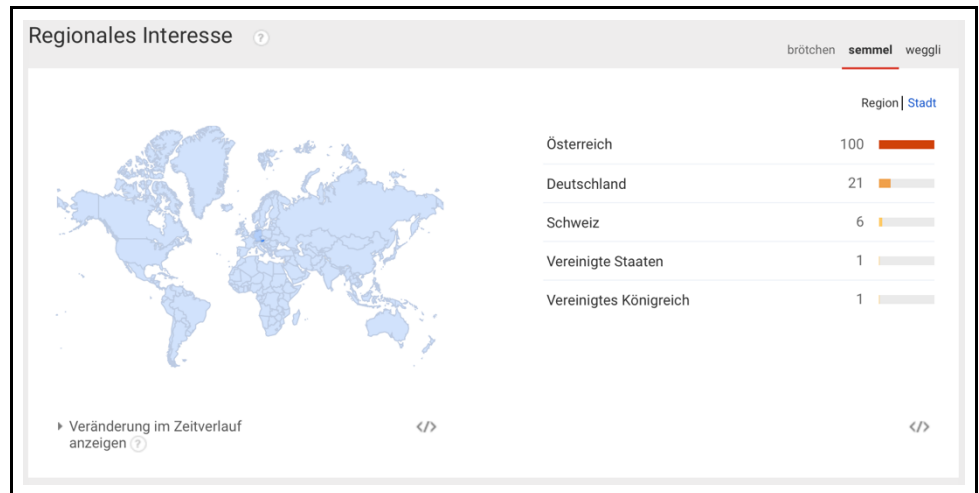 Regionales Interesse ?
brötchen semmel weggli
Region | Stadt
Österreich 100
Deutschland 21
Schweiz 6
Vereinigte Staaten 1
Vereinigtes Königreich 1
Veränderung im Zeitverlauf
anzeigen ?
</> </>